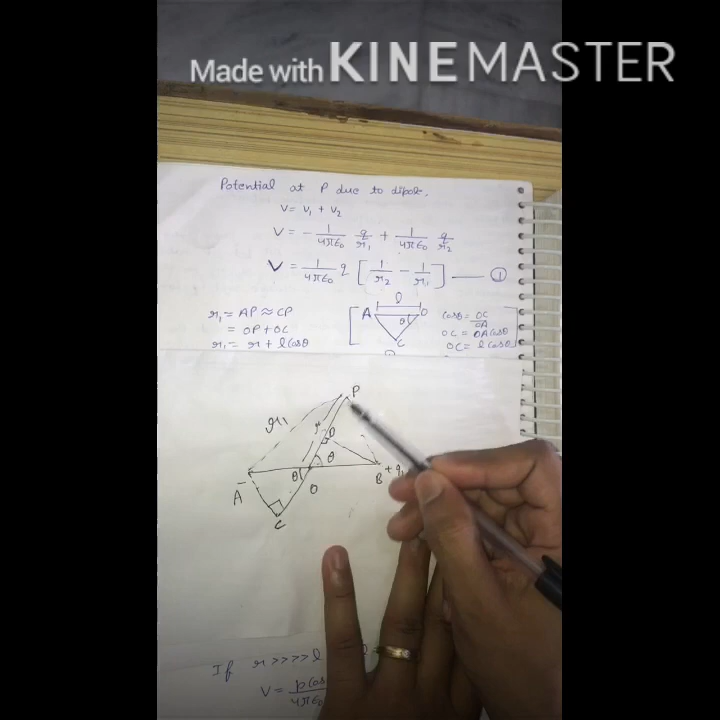 Made with KINEMASTER
Potential at P due to dipole.
V = V₁ + V₂
V = - 1/4πε₀ q/r₁ + 1/4πε₀ q/r₂
V = 1/4πε₀ q [ 1/r₂ - 1/r₁ ] —— ①
r₁ = AP ≈ CP
= OP + OC
r₁ = r + l cosθ
l
A O
θ
C
cosθ = OC/OA
OC = OA cosθ
OC = l cosθ
P
r₁
r
D
θ
θ
A -
O
B + q
C
If r >>>> l
V = p cos
4πε₀